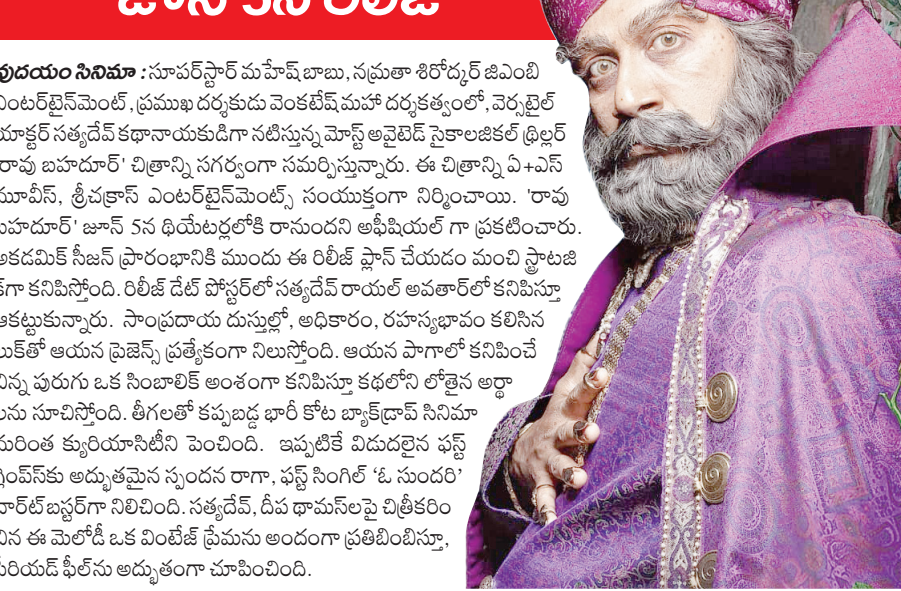 జూన్ 5న రిలీజ్
వుదయం సినిమా : సూపర్‌స్టార్ మహేష్ బాబు, నమ్రతా శిరోద్కర్ జిఎంబి
ఎంటర్‌టైన్‌మెంట్, ప్రముఖ దర్శకుడు వెంకటేష్ మహా దర్శకత్వంలో, వెర్సటైల్
యాక్టర్ సత్యదేవ్ కథానాయకుడిగా నటిస్తున్న మోస్ట్ అవైటెడ్ సైకాలజికల్ థ్రిల్లర్
'రావు బహదూర్' చిత్రాన్ని సగర్వంగా సమర్పిస్తున్నారు. ఈ చిత్రాన్ని ఏ+ఎస్
మూవీస్, శ్రీచక్రాస్ ఎంటర్‌టైన్‌మెంట్స్ సంయుక్తంగా నిర్మించాయి. 'రావు
బహదూర్' జూన్ 5న థియేటర్లలోకి రానుందని అఫీషియల్ గా ప్రకటించారు.
అకడమిక్ సీజన్ ప్రారంభానికి ముందు ఈ రిలీజ్ ప్లాన్ చేయడం మంచి స్ట్రాటజి
క్‌గా కనిపిస్తోంది. రిలీజ్ డేట్ పోస్టర్‌లో సత్యదేవ్ రాయల్ అవతార్‌లో కనిపిస్తూ
ఆకట్టుకున్నారు. సాంప్రదాయ దుస్తుల్లో, అధికారం, రహస్యభావం కలిసిన
లుక్‌తో ఆయన ప్రెజెన్స్ ప్రత్యేకంగా నిలుస్తోంది. ఆయన పాగాలో కనిపించే
చిన్న పురుగు ఒక సింబాలిక్ అంశంగా కనిపిస్తూ కథలోని లోతైన అర్థా
లను సూచిస్తోంది. తీగలతో కప్పబడ్డ భారీ కోట బ్యాక్‌డ్రాప్ సినిమా
మరింత క్యురియాసిటీని పెంచింది. ఇప్పటికే విడుదలైన ఫస్ట్
గ్లింప్స్‌కు అద్భుతమైన స్పందన రాగా, ఫస్ట్ సింగిల్ ‘ఓ సుందరి’
చార్ట్ బస్టర్‌గా నిలిచింది. సత్యదేవ్, దీప థామస్‌లపై చిత్రీకరిం
చిన ఈ మెలోడీ ఒక వింటేజ్ ప్రేమను అందంగా ప్రతిబింబిస్తూ,
పీరియడ్ ఫీల్‌ను అద్భుతంగా చూపించింది.